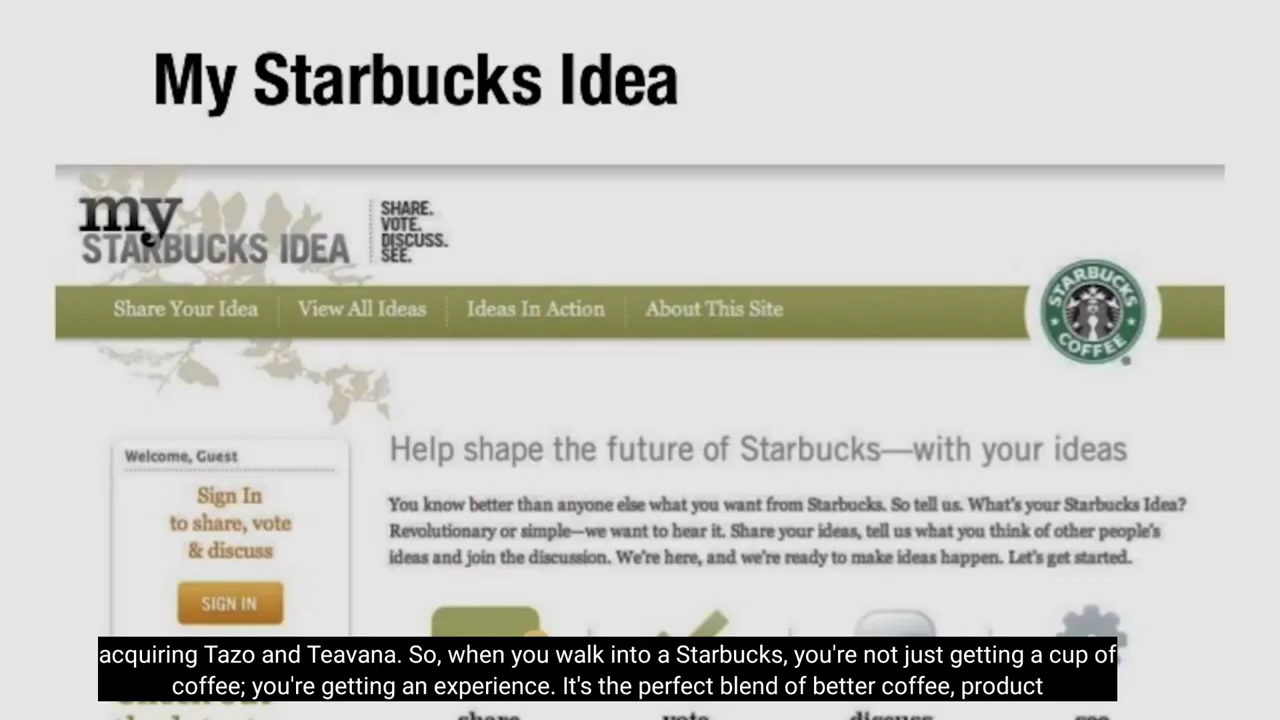 My Starbucks Idea
my
STARBUCKS IDEA
SHARE.
VOTE.
DISCUSS.
SEE.
Share Your Idea
View All Ideas
Ideas In Action
About This Site
STARBUCKS
COFFEE
®
Welcome, Guest
Sign In
to share, vote
& discuss
SIGN IN
Help shape the future of Starbucks—with your ideas
You know better than anyone else what you want from Starbucks. So tell us. What's your Starbucks Idea?
Revolutionary or simple—we want to hear it. Share your ideas, tell us what you think of other people's
ideas and join the discussion. We're here, and we're ready to make ideas happen. Let's get started.
acquiring Tazo and Teavana. So, when you walk into a Starbucks, you're not just getting a cup of
coffee; you're getting an experience. It's the perfect blend of better coffee, product
share
vote
discuss
see